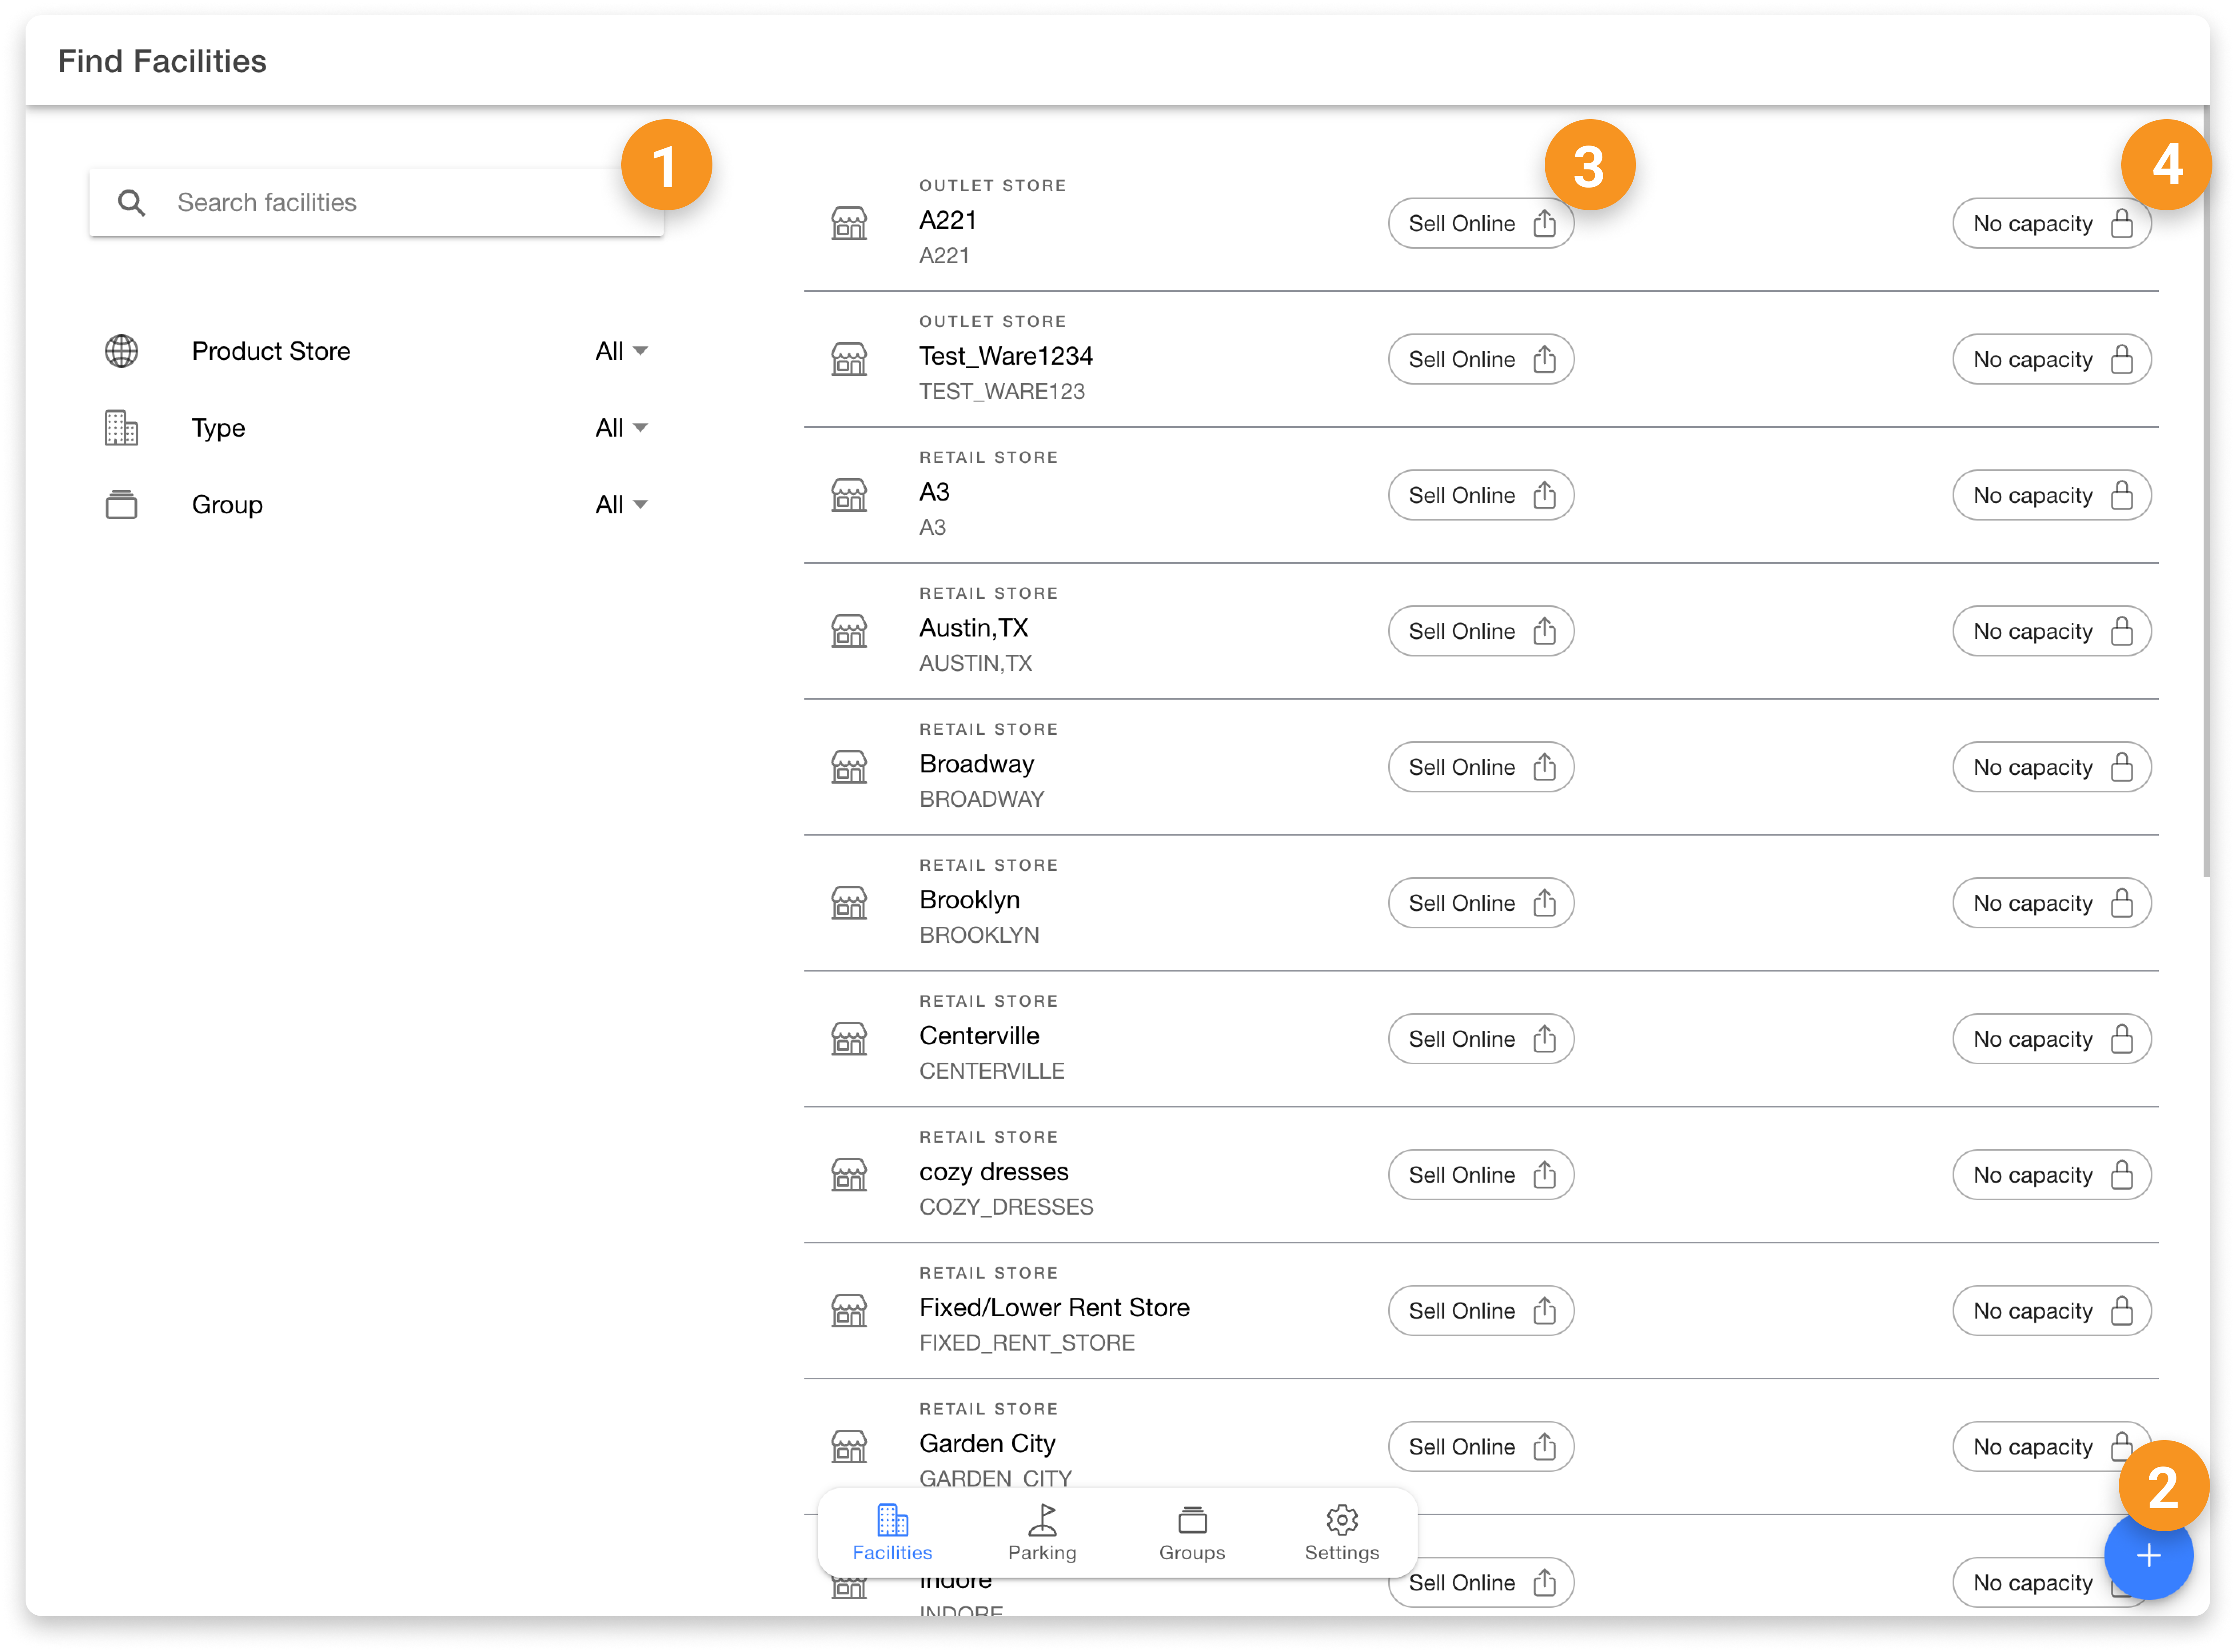 Find Facilities
1
3
4
Search facilities
Product Store All
Type All
Group All
OUTLET STORE
A221
A221
Sell Online
No capacity
OUTLET STORE
Test_Ware1234
TEST_WARE123
Sell Online
No capacity
RETAIL STORE
A3
A3
Sell Online
No capacity
RETAIL STORE
Austin,TX
AUSTIN,TX
Sell Online
No capacity
RETAIL STORE
Broadway
BROADWAY
Sell Online
No capacity
RETAIL STORE
Brooklyn
BROOKLYN
Sell Online
No capacity
RETAIL STORE
Centerville
CENTERVILLE
Sell Online
No capacity
RETAIL STORE
cozy dresses
COZY_DRESSES
Sell Online
No capacity
RETAIL STORE
Fixed/Lower Rent Store
FIXED_RENT_STORE
Sell Online
No capacity
RETAIL STORE
Garden City
GARDEN_CITY
Sell Online
No capacity
2
Indore
INDORE
Sell Online
No capacity
Facilities
Parking
Groups
Settings